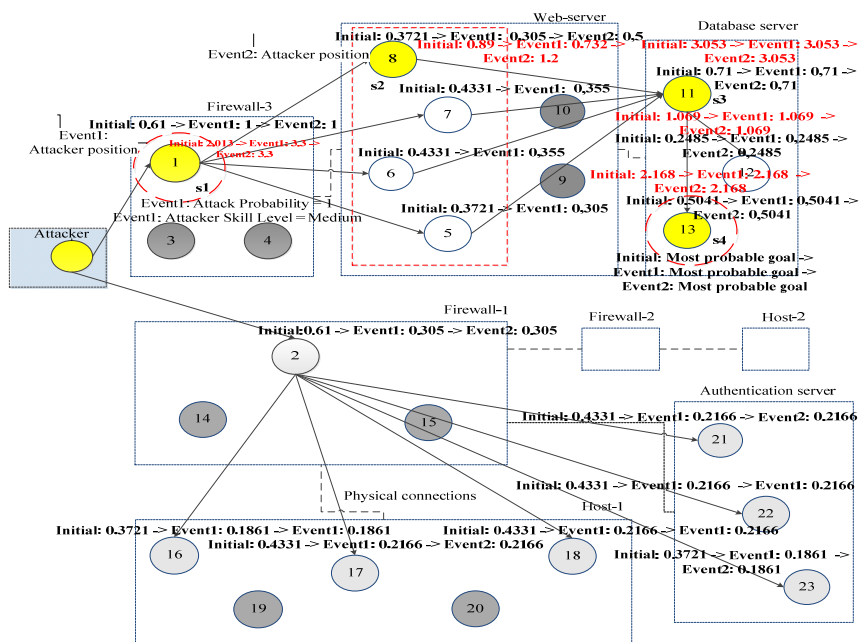 Web-server
Database server
Initial: 0.3721 -> Event1: 0,305 -> Event2: 0,5
Initial: 0.89 -> Event1: 0.732 ->
Event2: 1.2
Initial: 3.053 -> Event1: 3.053 ->
Event2: 3.053
Event2: Attacker position
8
s2
Initial: 0.71 -> Event1: 0,71 ->
Event2: 0,71
11
s3
Initial: 0.4331 -> Event1: 0,355
7
10
Firewall-3
Initial: 0.61 -> Event1: 1 -> Event2: 1
Event1:
Attacker position
Initial: 2.013 -> Event1: 3.3 ->
Event2: 3.3
1
s1
Initial: 1.069 -> Event1: 1.069 ->
Event2: 1.069
Initial: 0.2485 -> Event1: 0,2485
-> Event2: 0,2485
12
Initial: 0.4331 -> Event1: 0,355
6
9
Initial: 2.168 -> Event1: 2.168 ->
Event2: 2.168
Event1: Attack Probability = 1
Event1: Attacker Skill Level = Medium
Initial: 0.3721 -> Event1: 0,305
5
Initial: 0.5041 -> Event1: 0,5041
-> Event2: 0,5041
13
s4
3
4
Attacker
Initial: Most probable goal ->
Event1: Most probable goal ->
Event2: Most probable goal
Firewall-1
Firewall-2
Host-2
Initial:0.61 -> Event1: 0,305 -> Event2: 0,305
2
14
15
Authentication server
Initial: 0.4331 -> Event1: 0.2166 -> Event2: 0.2166
21
Initial: 0.4331 -> Event1: 0.2166 -> Event1: 0.2166
22
Physical connections
Host-1
Initial: 0.3721 -> Event1: 0.1861 -> Event1: 0.1861
Initial: 0.4331 -> Event1: 0.2166 -> Event1: 0.2166
Initial: 0.4331 -> Event1: 0.2166 -> Event2: 0.2166
16
17
18
Initial: 0.3721 -> Event1: 0.1861
-> Event2: 0.1861
23
19
20